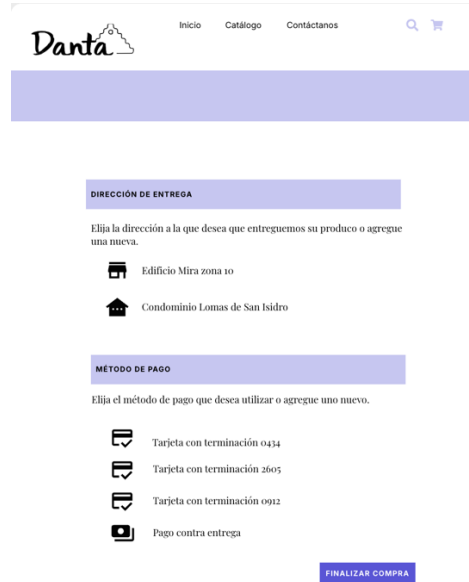 Danta
Inicio Catálogo Contáctanos
DIRECCIÓN DE ENTREGA
Elija la dirección a la que desea que entreguemos su produco o agregue
una nueva.
Edificio Mira zona 10
Condominio Lomas de San Isidro
MÉTODO DE PAGO
Elija el método de pago que desea utilizar o agregue uno nuevo.
Tarjeta con terminación 0434
Tarjeta con terminación 2605
Tarjeta con terminación 0912
Pago contra entrega
FINALIZAR COMPRA